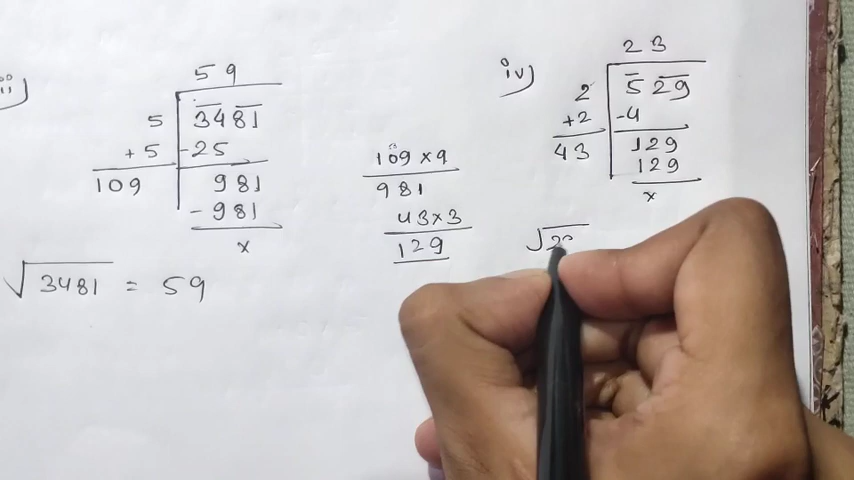 iii)
59
5
3481
+ 5
- 25
109
981
- 981
x
√3481 = 59
109 x 9
981
43 x 3
129
iv)
23
2
529
+2
-4
43
129
129
x